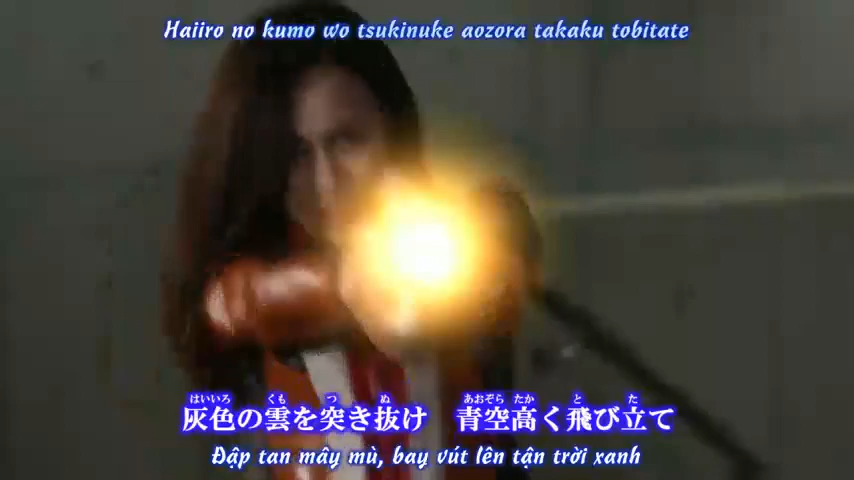 Haiiro no kumo wo tsukinuke aozora takaku tobitate
はいいろ くも つ ぬ あおぞら たか と た
灰色の雲を突き抜け 青空高く飛び立て
Đập tan mây mù, bay vút lên tận trời xanh